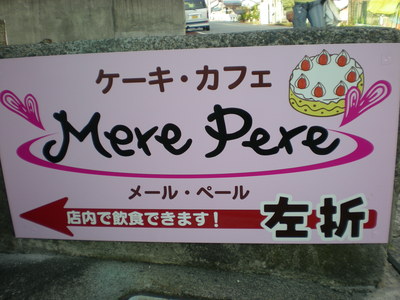 ケーキ・カフェ
Mere Pere
メール・ペール
店内で飲食できます!
左折